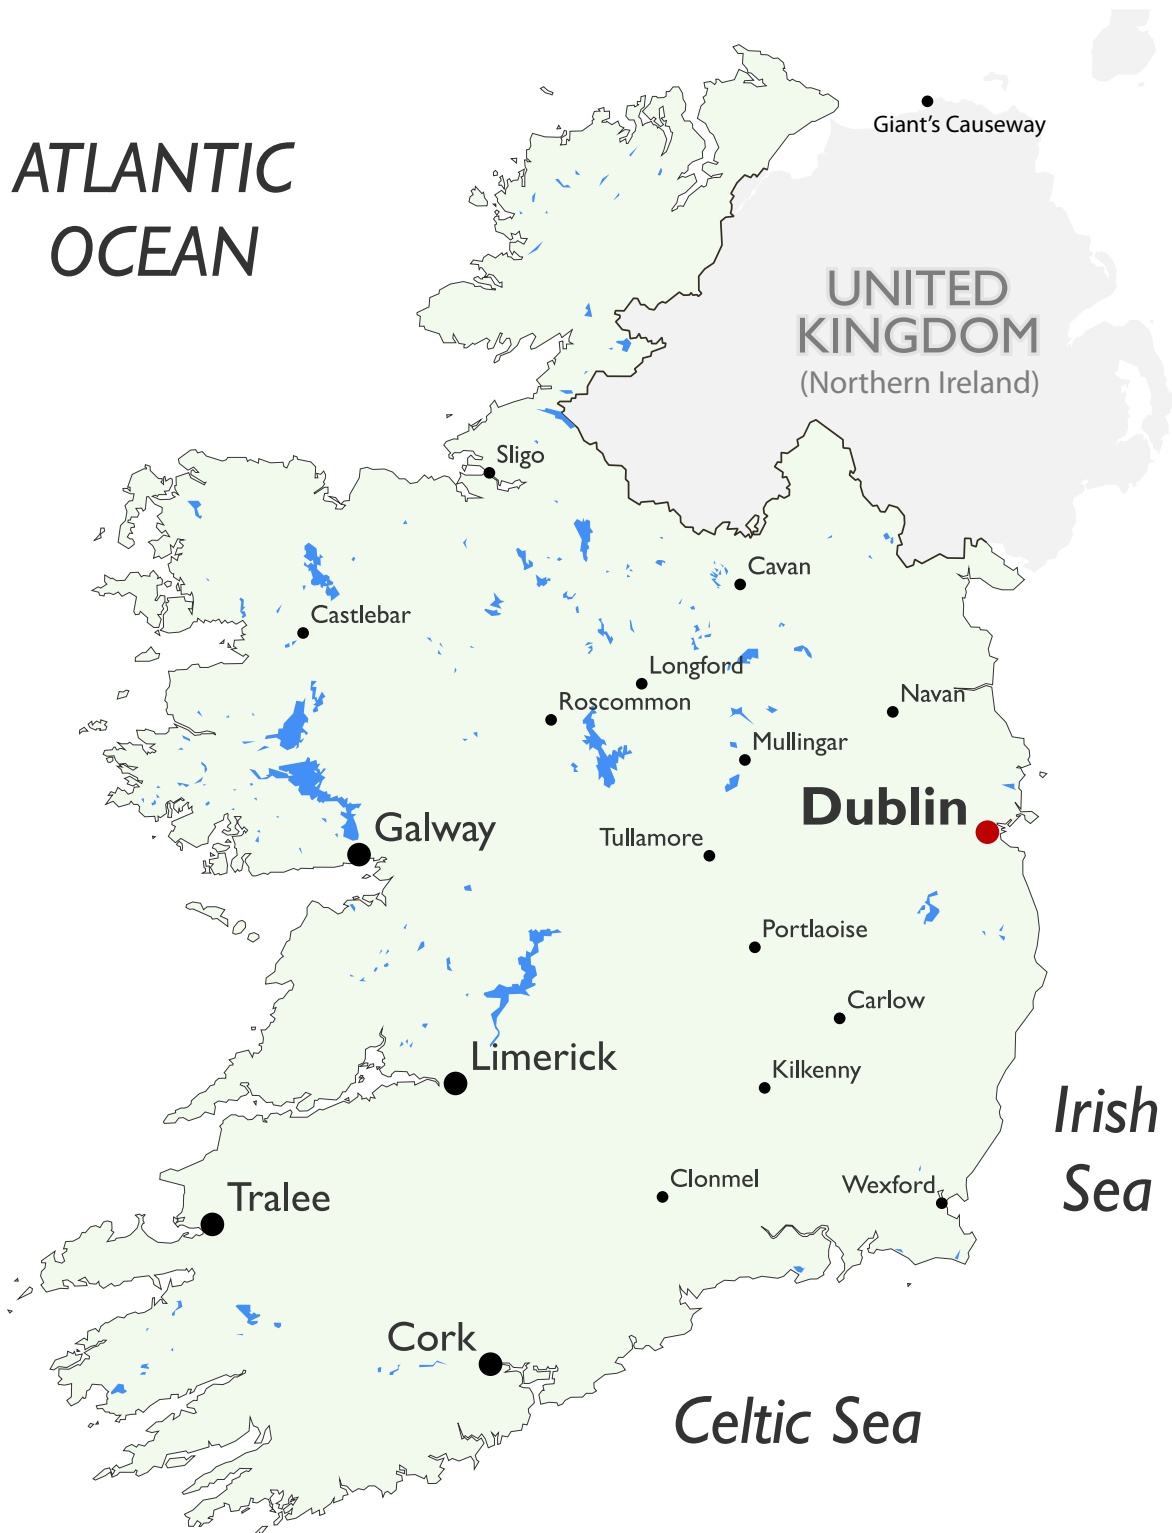 Giant's Causeway
ATLANTIC
OCEAN
UNITED
KINGDOM
(Northern Ireland)
Sligo
Cavan
Castlebar
Longford
Roscommon
Navan
Mullingar
Dublin
Galway
Tullamore
Portlaoise
Carlow
Limerick
Kilkenny
Irish
Sea
Clonmel
Wexford
Tralee
Cork
Celtic Sea